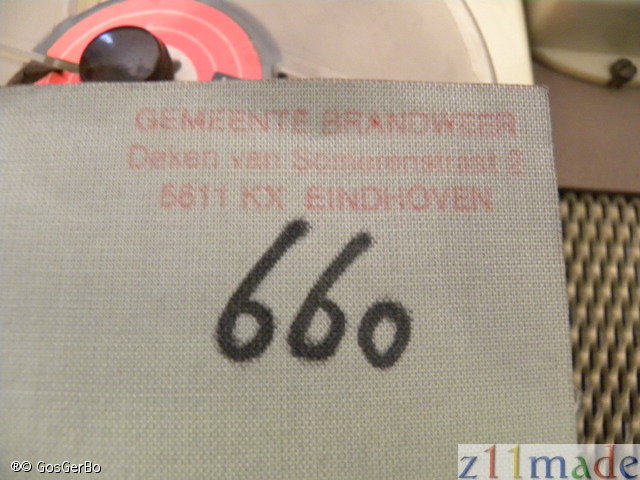 GEMEENTE BRANDWEER
Deken van Somerenstraat 2
5611 KX EINDHOVEN
660
®© GosGerBo
z11made